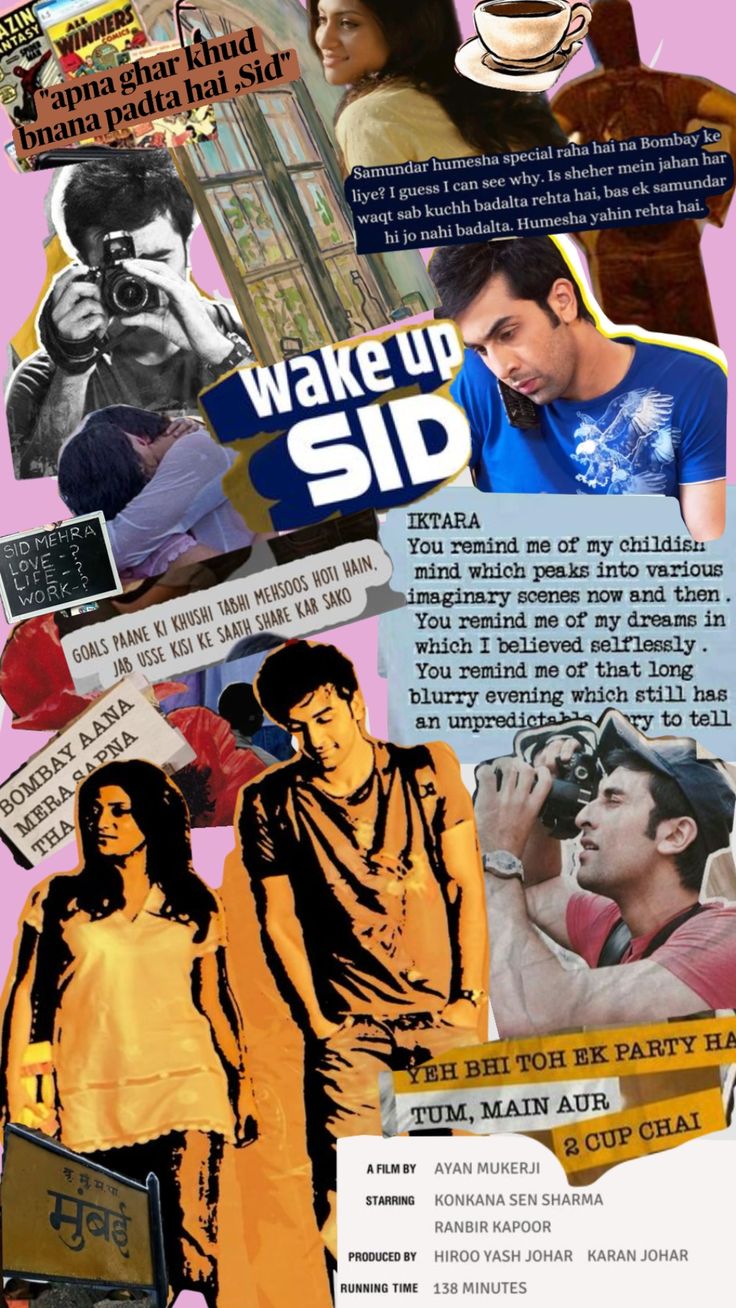 ALL
WINNERS
COMICS
"apna ghar khud
bnana padta hai ,Sid"
Samundar humesha special raha hai na Bombay ke
liye? I guess I can see why. Is sheher mein jahan har
waqt sab kuchh badalta rehta hai, bas ek samundar
hi jo nahi badalta. Humesha yahin rehta hai.
wake up
SID
SID MEHRA
LOVE -?
LIFE -?
WORK-?
GOALS PAANE KI KHUSHI TABHI MEHSOOS HOTI HAIN,
JAB USSE KISI KE SAATH SHARE KAR SAKO
IKTARA
You remind me of my childish
mind which peaks into various
imaginary scenes now and then.
You remind me of my dreams in
which I believed selflessly.
You remind me of that long
blurry evening which still has
an to tell
BOMBAY AANA
MERA SAPNA
THA
YEH BHI TOH EK PARTY HA
TUM, MAIN AUR
2 CUP CHAI
मुंबई
A FILM BY AYAN MUKERJI
STARRING KONKANA SEN SHARMA
RANBIR KAPOOR
PRODUCED BY HIROO YASH JOHAR KARAN JOHAR
RUNNING TIME 138 MINUTES